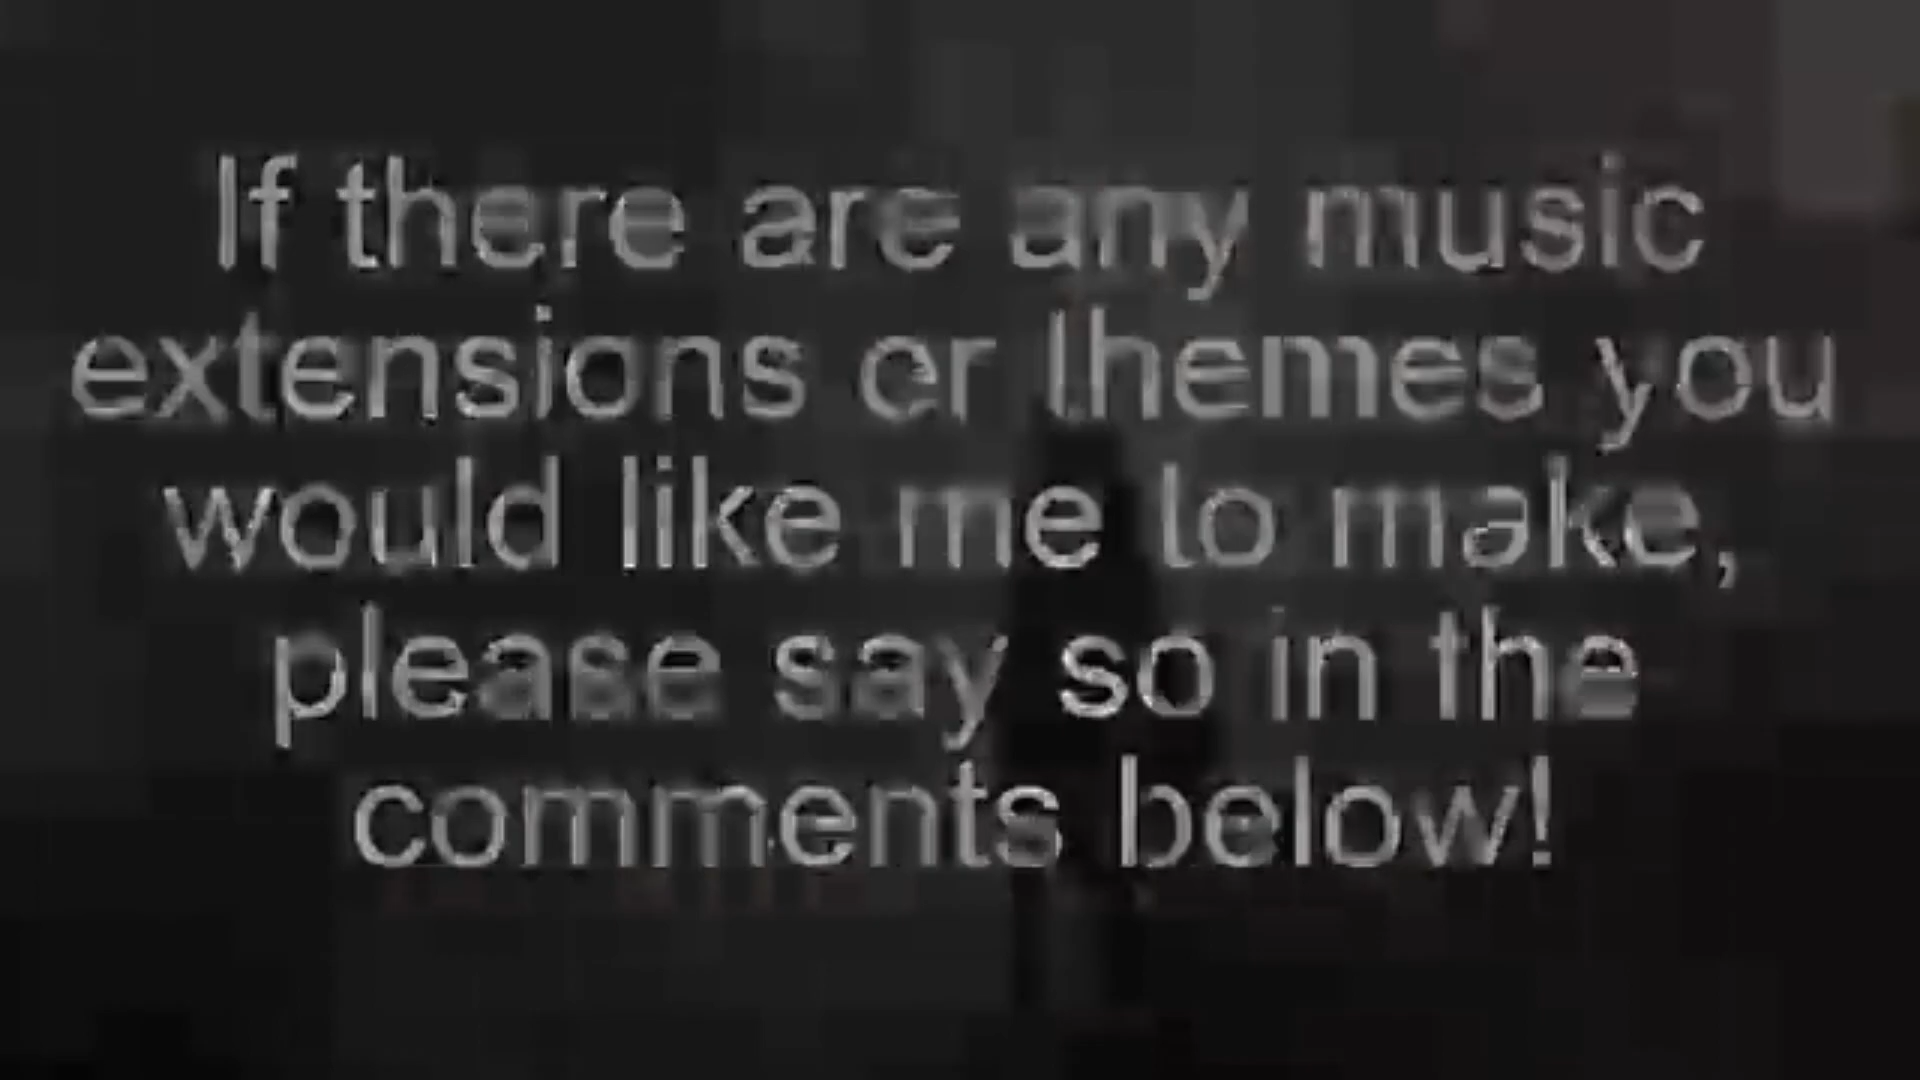 If there are any music
extensions or themes you
would like me to make,
please say so in the
comments below!